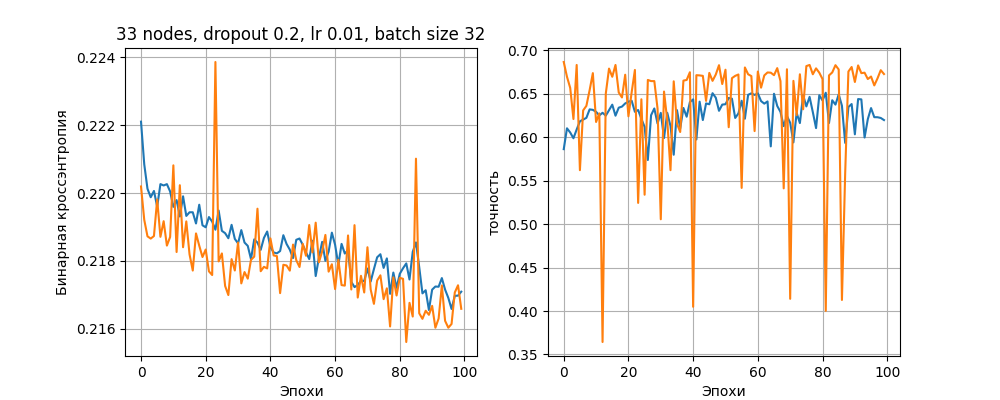 33 nodes, dropout 0.2, lr 0.01, batch size 32
Бинарная кроссэнтропия
0.224
0.222
0.220
0.218
0.216
0 20 40 60 80 100
Эпохи
точность
0.70
0.65
0.60
0.55
0.50
0.45
0.40
0.35
0 20 40 60 80 100
Эпохи